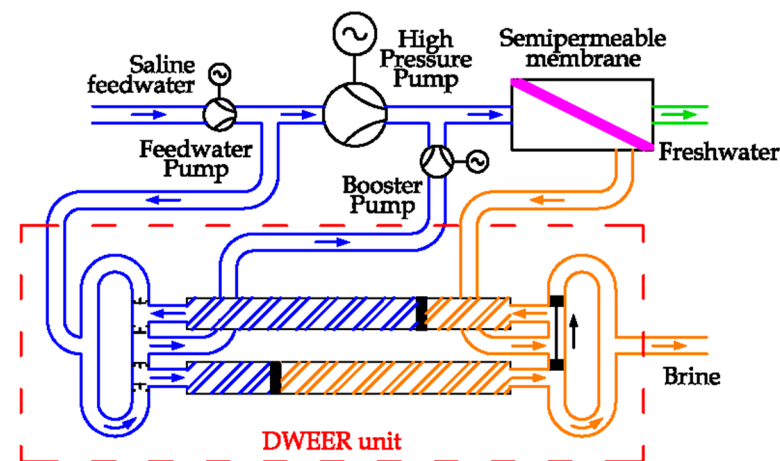 Saline
feedwater
High
Pressure
Pump
Semipermeable
membrane
Feedwater
Pump
Booster
Pump
Freshwater
Brine
DWEER unit